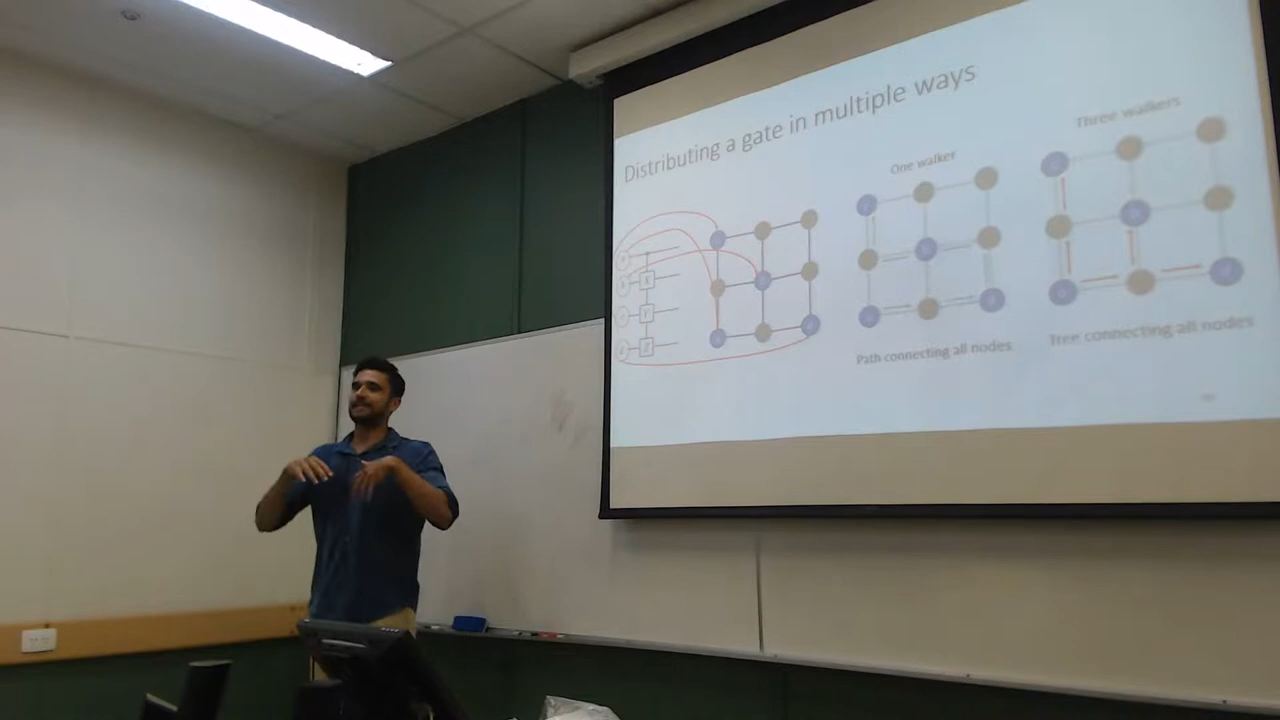 Distributing a gate in multiple ways
One walker
Three walkers
Path connecting all nodes
Tree connecting all nodes